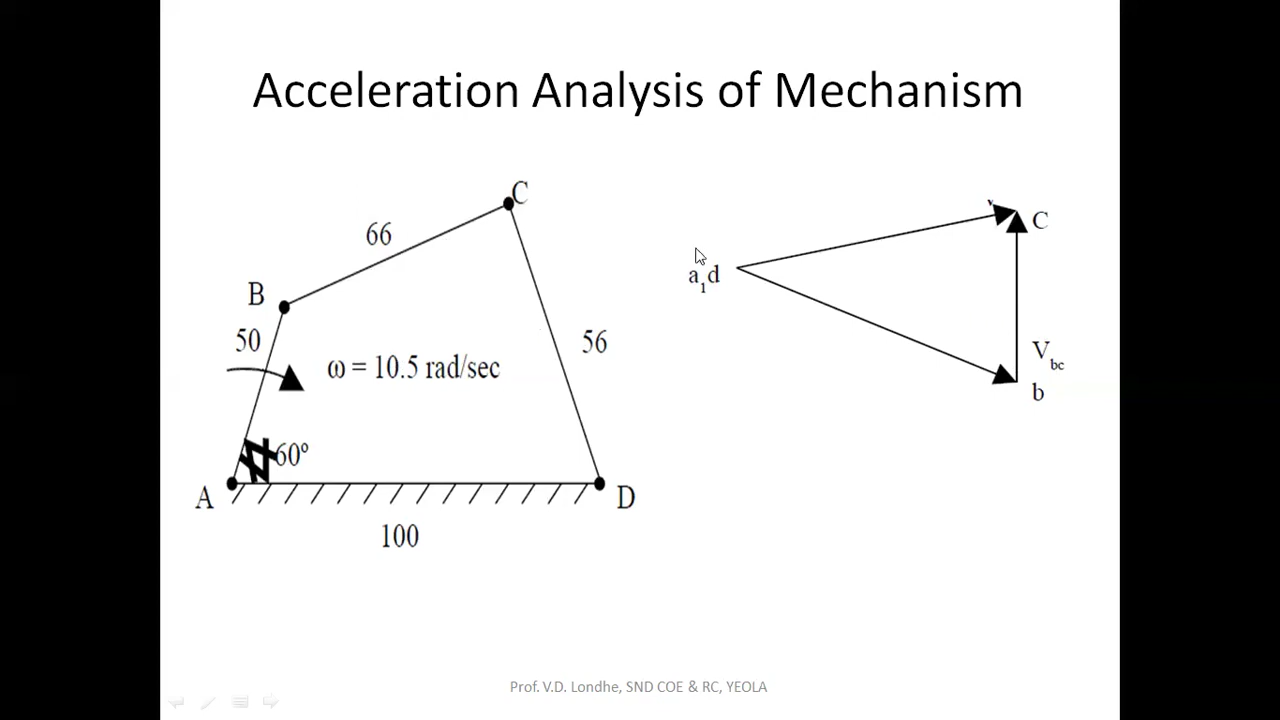 Acceleration Analysis of Mechanism
C
66
B
50
ω = 10.5 rad/sec
56
60º
A
D
100
v
C
a₁d
Vbc
b
Prof. V.D. Londhe, SND COE & RC, YEOLA